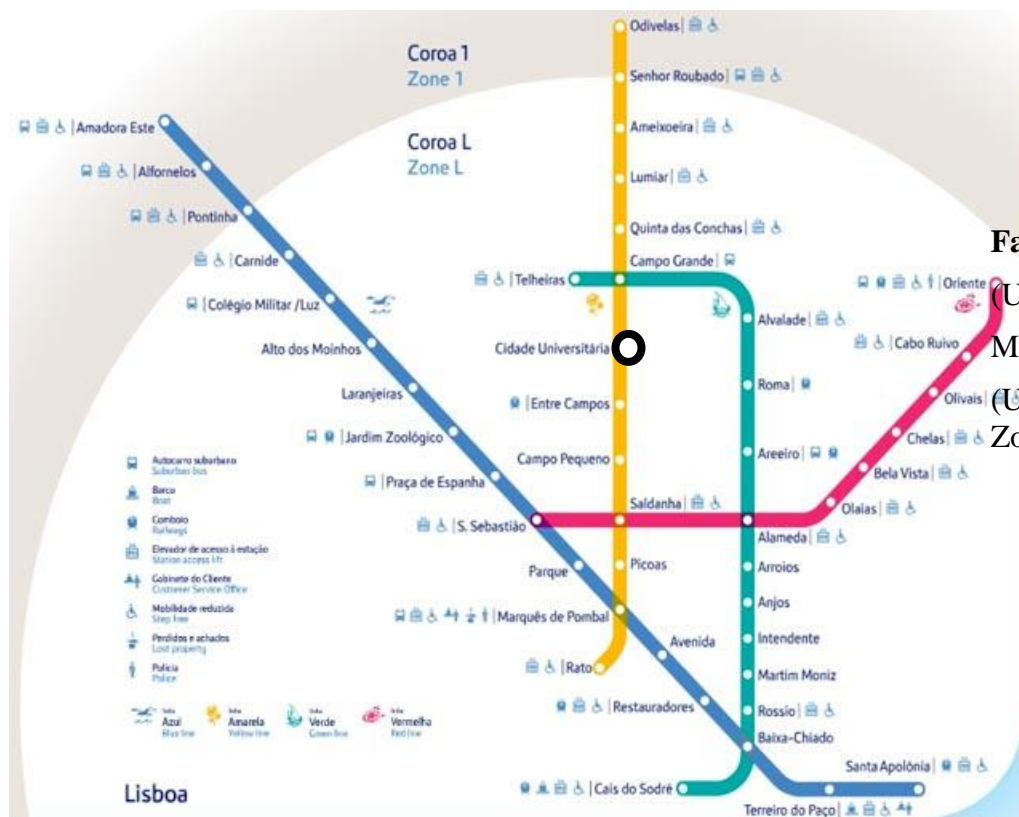 Coroa 1
Zone 1
Coroa L
Zone L
Odivelas
Senhor Roubado
Ameixoeira
Lumiar
Quinta das Conchas
Campo Grande
Telheiras
Cidade Universitária
Entre Campos
Campo Pequeno
Saldanha
Picoas
Marquês de Pombal
Rato
Amadora Este
Alfornelos
Pontinha
Carnide
Colégio Militar /Luz
Alto dos Moinhos
Laranjeiras
Jardim Zoológico
Praça de Espanha
S. Sebastião
Parque
Avenida
Restauradores
Baixa-Chiado
Terreiro do Paço
Santa Apolónia
Alvalade
Roma
Areeiro
Alameda
Arroios
Anjos
Intendente
Martim Moniz
Rossio
Cais do Sodré
Oriente
Cabo Ruivo
Olivais
Chelas
Bela Vista
Olaias
Fa
(U
M
(U
Zo
Autocarro suburbano
Suburban bus
Barco
Boat
Comboio
Railways
Elevador de acesso à estação
Station access lift
Gabinete do Cliente
Customer Service Office
Mobilidade reduzida
Step free
Perdidos e achados
Lost property
Polícia
Police
linha
Azul
Blue line
linha
Amarela
Yellow line
linha
Verde
Green line
linha
Vermelha
Red line
Lisboa